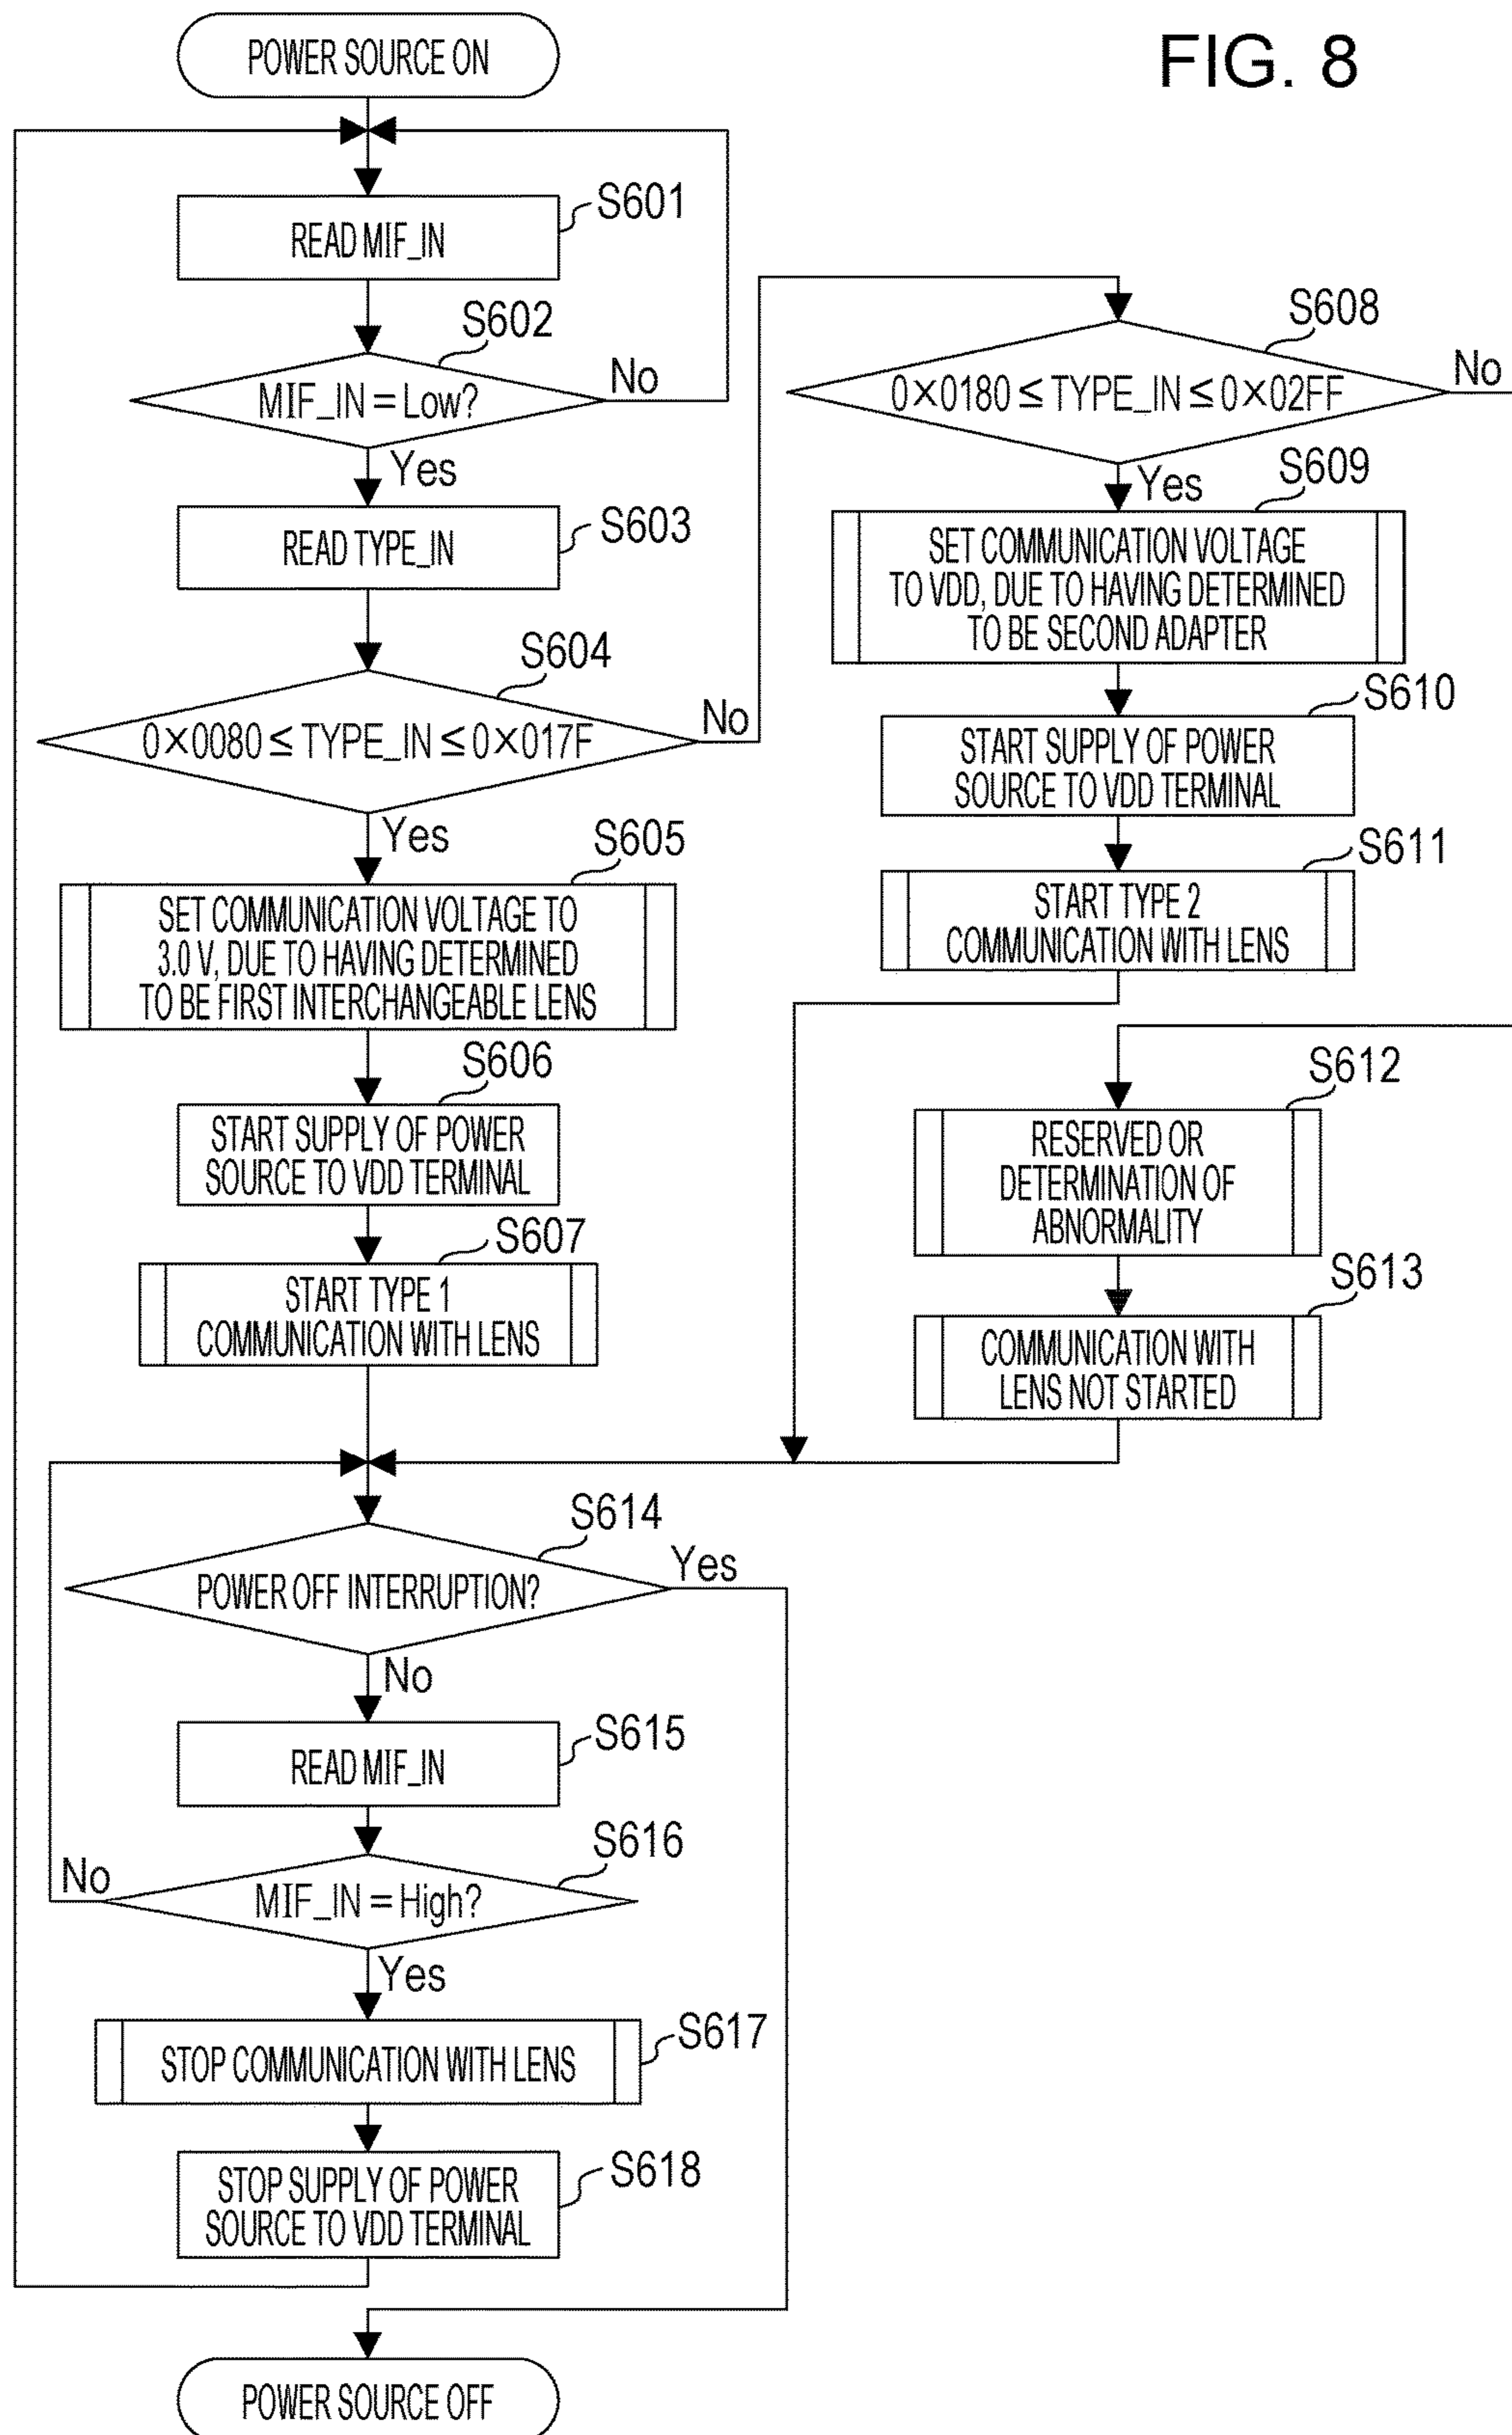 FIG. 8
POWER SOURCE ON
S601
READ MIF_IN
S602
MIF_IN = Low?
No
Yes
S603
READ TYPE_IN
S604
0×0080 ≤ TYPE_IN ≤ 0×017F
No
Yes
S605
SET COMMUNICATION VOLTAGE TO
3.0 V, DUE TO HAVING DETERMINED
TO BE FIRST INTERCHANGEABLE LENS
S606
START SUPPLY OF POWER
SOURCE TO VDD TERMINAL
S607
START TYPE 1
COMMUNICATION WITH LENS
S608
0×0180 ≤ TYPE_IN ≤ 0×02FF
No
Yes
S609
SET COMMUNICATION VOLTAGE
TO VDD, DUE TO HAVING DETERMINED
TO BE SECOND ADAPTER
S610
START SUPPLY OF POWER
SOURCE TO VDD TERMINAL
S611
START TYPE 2
COMMUNICATION WITH LENS
S612
RESERVED OR
DETERMINATION OF
ABNORMALITY
S613
COMMUNICATION WITH
LENS NOT STARTED
S614
POWER OFF INTERRUPTION?
Yes
No
S615
READ MIF_IN
S616
MIF_IN = High?
No
Yes
S617
STOP COMMUNICATION WITH LENS
S618
STOP SUPPLY OF POWER
SOURCE TO VDD TERMINAL
POWER SOURCE OFF